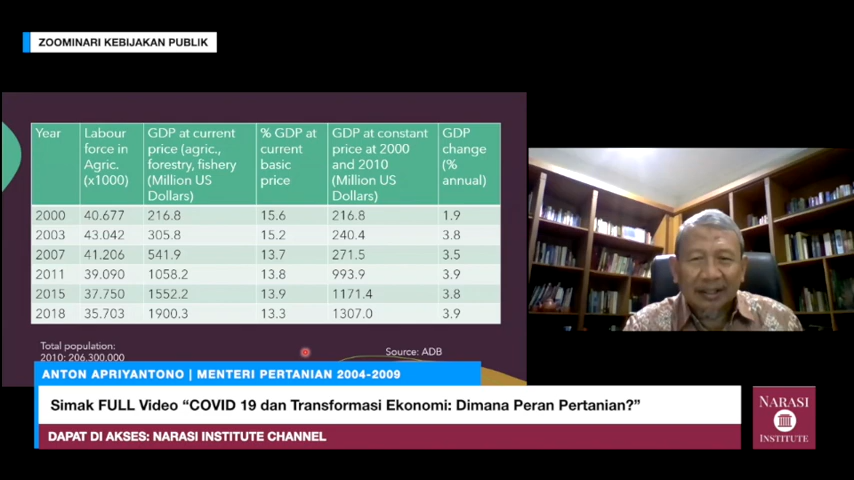 ZOOMINARI KEBIJAKAN PUBLIK
Year | Labour force in Agric. (x1000) | GDP at current price (agric., forestry, fishery (Million US Dollars) | % GDP at current basic price | GDP at constant price at 2000 and 2010 (Million US Dollars) | GDP change (% annual)
2000 | 40.677 | 216.8 | 15.6 | 216.8 | 1.9
2003 | 43.042 | 305.8 | 15.2 | 240.4 | 3.8
2007 | 41.206 | 541.9 | 13.7 | 271.5 | 3.5
2011 | 39.090 | 1058.2 | 13.8 | 993.9 | 3.9
2015 | 37.750 | 1552.2 | 13.9 | 1171.4 | 3.8
2018 | 35.703 | 1900.3 | 13.3 | 1307.0 | 3.9
Total population:
2010: 206,300,000
Source: ADB
ANTON APRIYANTONO | MENTERI PERTANIAN 2004-2009
Simak FULL Video “COVID 19 dan Transformasi Ekonomi: Dimana Peran Pertanian?”
DAPAT DI AKSES: NARASI INSTITUTE CHANNEL
NARASI
INSTITUTE